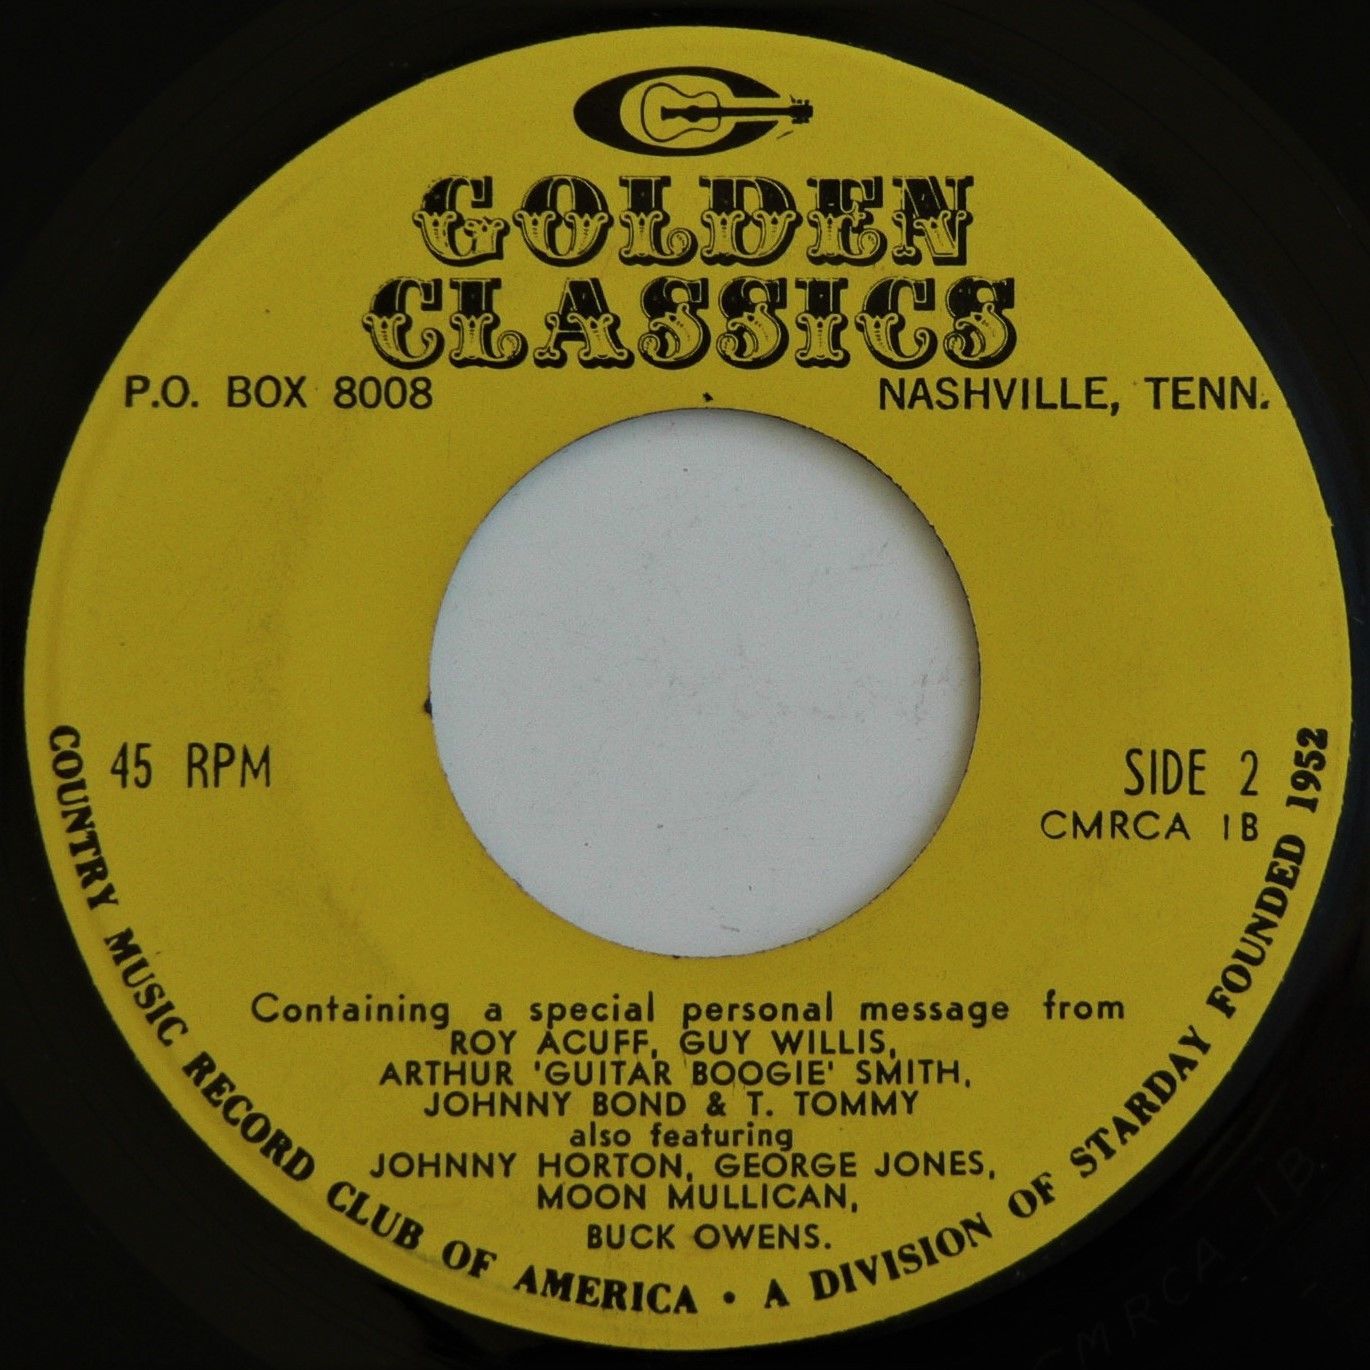 GOLDEN
CLASSICS
P.O. BOX 8008
NASHVILLE, TENN.
45 RPM
SIDE 2
CMRCA 1B
Containing a special personal message from
ROY ACUFF, GUY WILLIS,
ARTHUR 'GUITAR BOOGIE' SMITH,
JOHNNY BOND & T. TOMMY
also featuring
JOHNNY HORTON, GEORGE JONES,
MOON MULLICAN,
BUCK OWENS.
COUNTRY MUSIC RECORD CLUB OF AMERICA • A DIVISION OF STARDAY FOUNDED 1952
CMRCA 1B